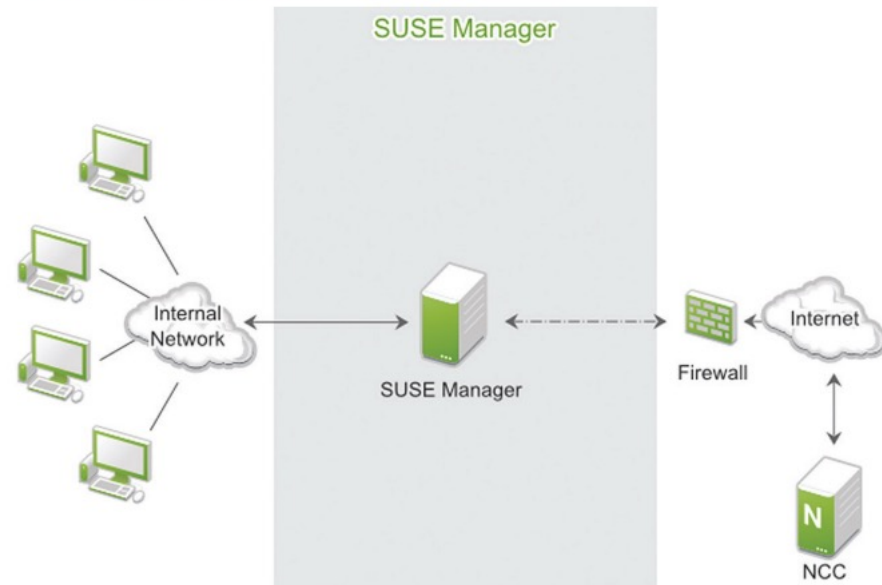 SUSE Manager
Internal
Network
SUSE Manager
Firewall
Internet
N
NCC